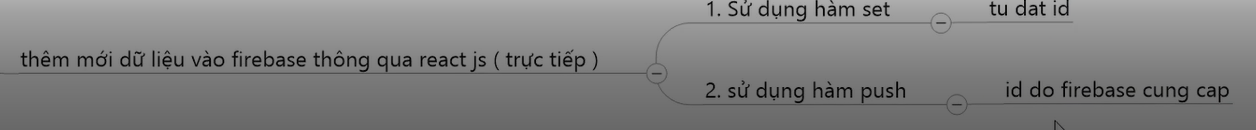 1. Sử dụng hàm set
tu dat id
thêm mới dữ liệu vào firebase thông qua react js ( trực tiếp )
2. sử dụng hàm push
id do firebase cung cap